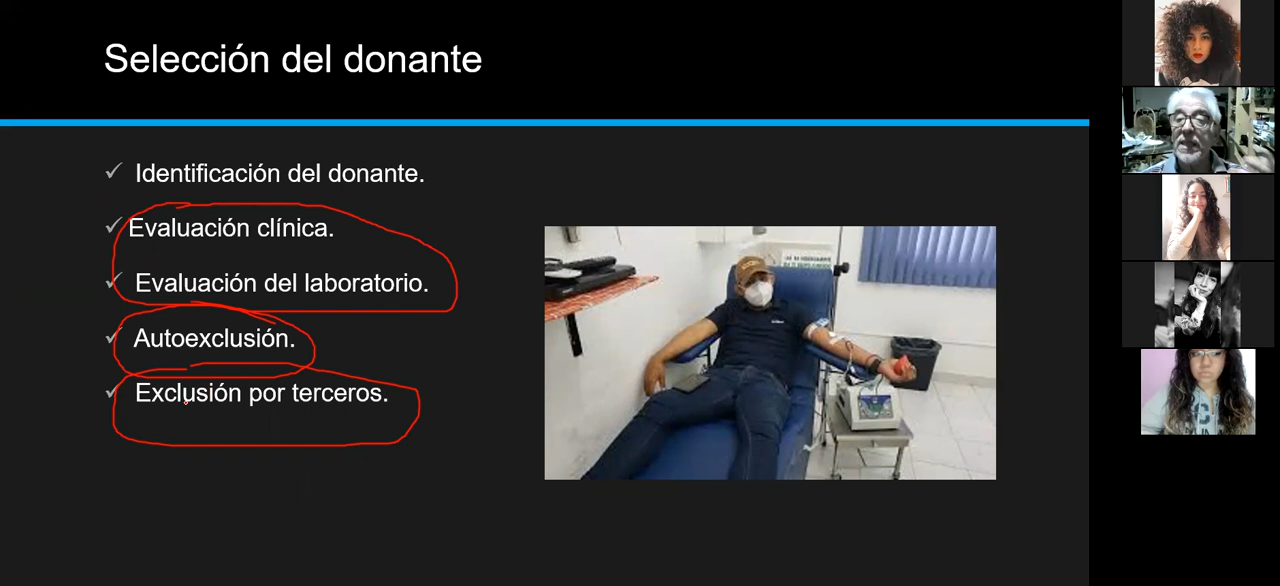 Selección del donante
✓ Identificación del donante.
✓ Evaluación clínica.
✓ Evaluación del laboratorio.
✓ Autoexclusión.
✓ Exclusión por terceros.